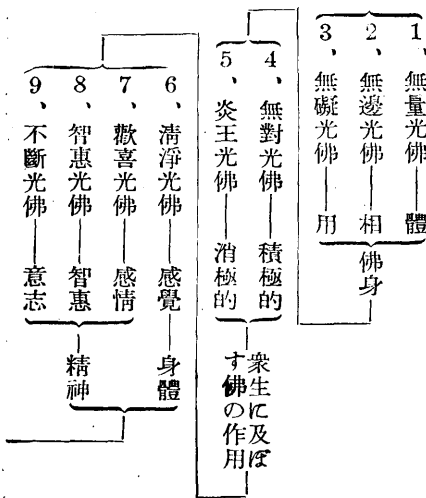 1、無量光佛――體
2、無邊光佛――相
3、無礙光佛――用
佛身
4、無對光佛――積極的
5、炎王光佛――消極的
衆生に及ぼ
す佛の作用
6、淸淨光佛――感覺――身體
7、歡喜光佛――感情
8、智惠光佛――智惠
9、不斷光佛――意志
精神